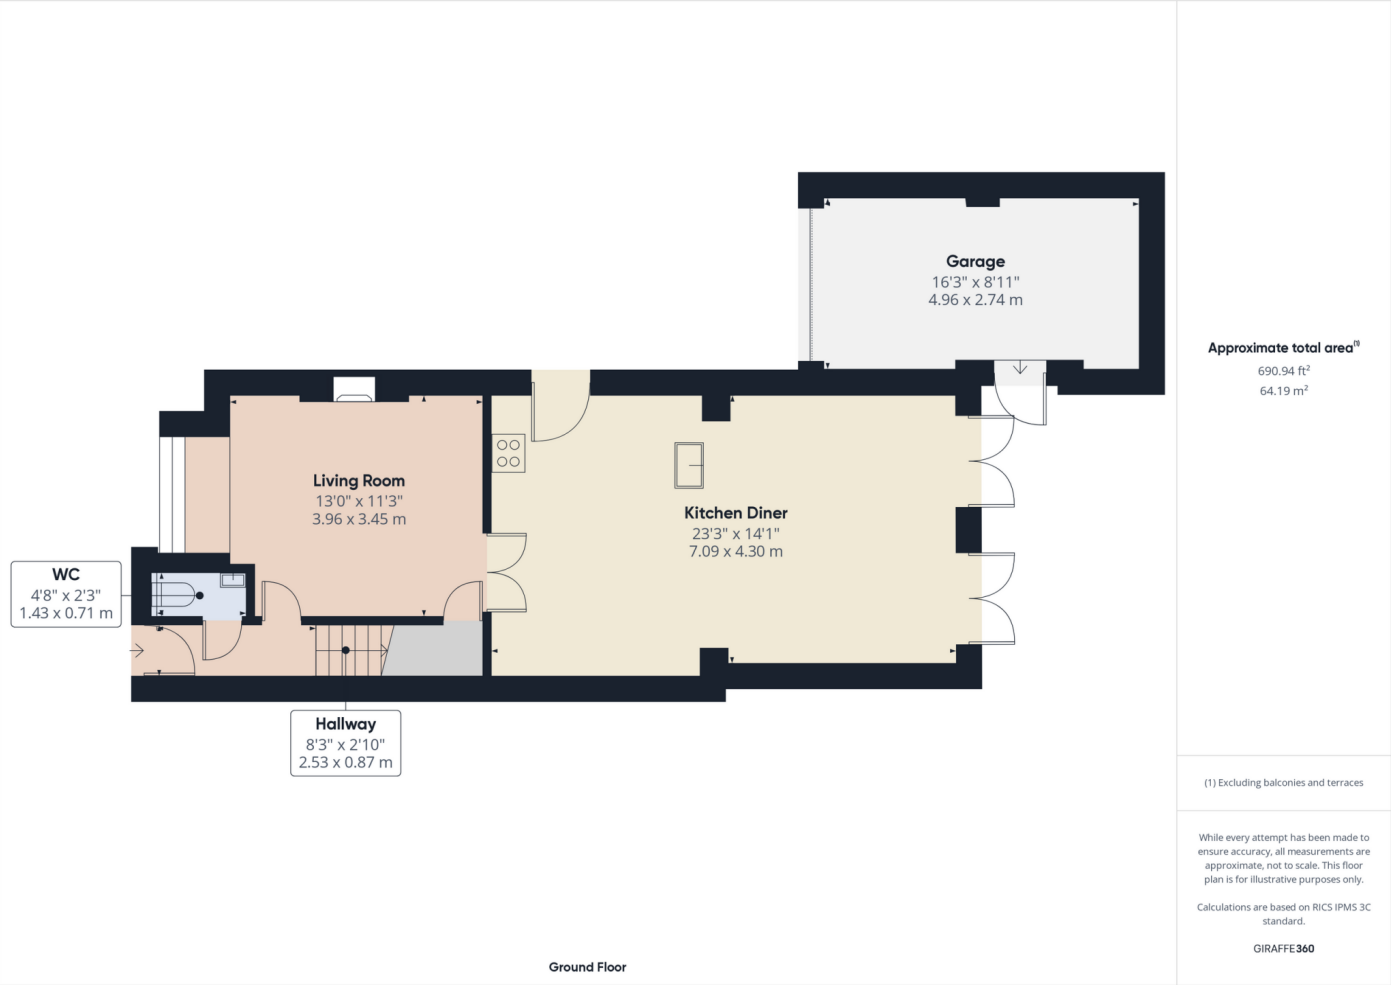 Garage
16'3" x 8'11"
4.96 x 2.74 m
Living Room
13'0" x 11'3"
3.96 x 3.45 m
Kitchen Diner
23'3" x 14'1"
7.09 x 4.30 m
WC
4'8" x 2'3"
1.43 x 0.71 m
Hallway
8'3" x 2'10"
2.53 x 0.87 m
Ground Floor
Approximate total area(1)
690.94 ft²
64.19 m²
(1) Excluding balconies and terraces
While every attempt has been made to
ensure accuracy, all measurements are
approximate, not to scale. This floor
plan is for illustrative purposes only.
Calculations are based on RICS IPMS 3C
standard.
GIRAFFE360